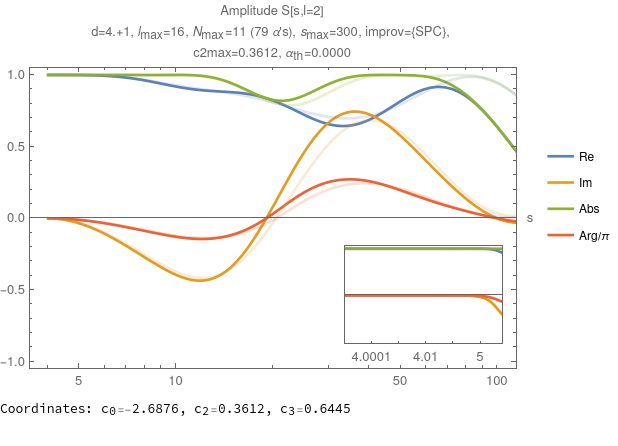 Amplitude S[s,l=2]
d=4.+1, lmax=16, Nmax=11 (79 α's), smax=300, improv={SPC},
c2max=0.3612, αth=0.0000
1.0
0.5
0.0
−0.5
−1.0
s
Re
Im
Abs
Arg/π
4.0001 4.01 5
5 10 50 100
Coordinates: c0=-2.6876, c2=0.3612, c3=0.6445